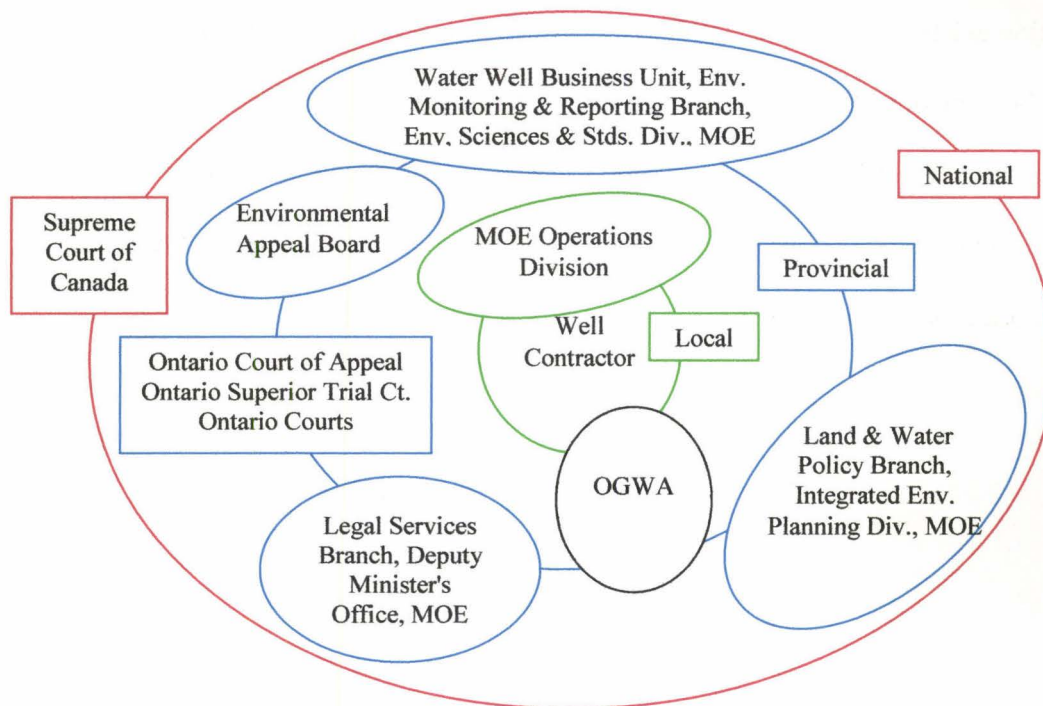 Water Well Business Unit, Env.
Monitoring & Reporting Branch,
Env. Sciences & Stds. Div., MOE
National
Supreme
Court of
Canada
Environmental
Appeal Board
MOE Operations
Division
Provincial
Well
Contractor
Local
Ontario Court of Appeal
Ontario Superior Trial Ct.
Ontario Courts
Land & Water
Policy Branch,
Integrated Env.
Planning Div., MOE
OGWA
Legal Services
Branch, Deputy
Minister's
Office, MOE